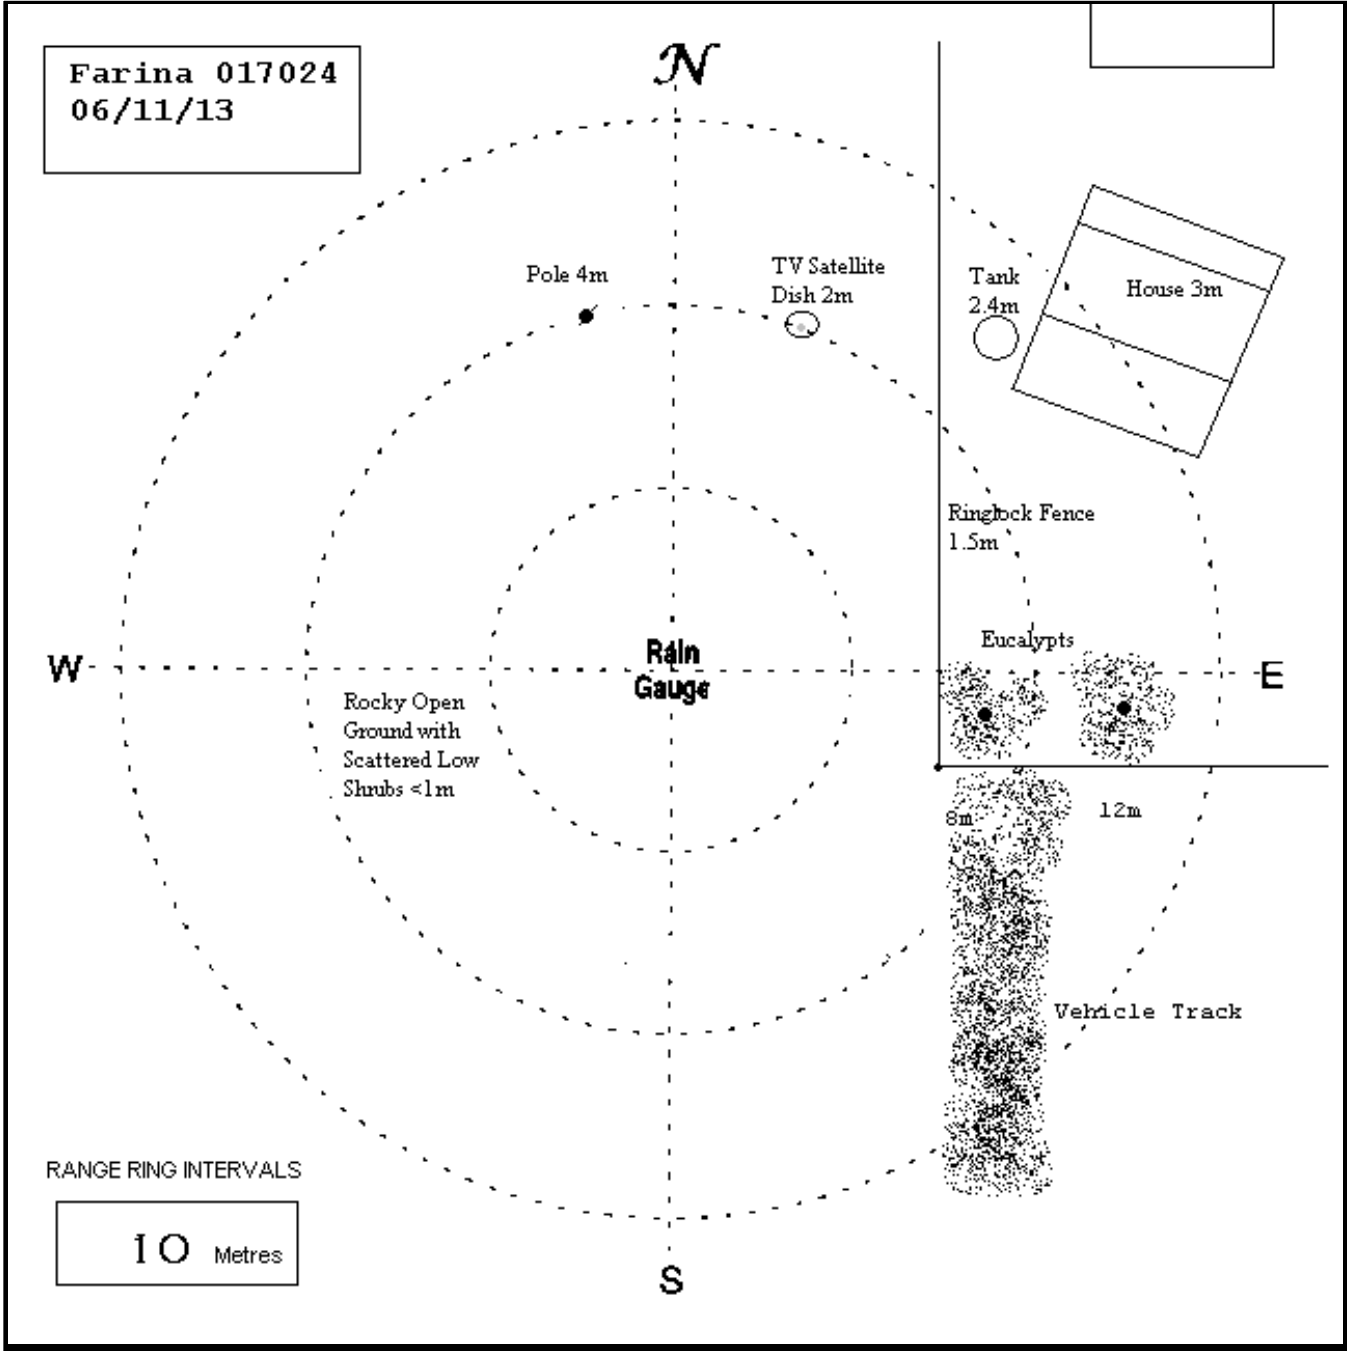 N
Farina 017024
06/11/13
Pole 4m
TV Satellite
Dish 2m
Tank
2.4m
House 3m
Ringlock Fence
1.5m
Eucalypts
W
Rain
Gauge
E
Rocky Open
Ground with
Scattered Low
Shrubs <1m
8m
12m
Vehicle Track
RANGE RING INTERVALS
10 Metres
S